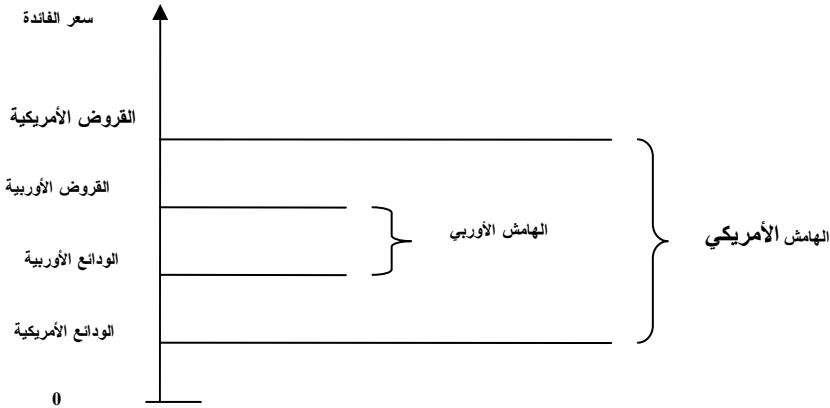 سعر الفائدة
القروض الأمريكية
القروض الأوربية
الهامش الأوربي
الهامش الأمريكي
الودائع الأوربية
الودائع الأمريكية
0